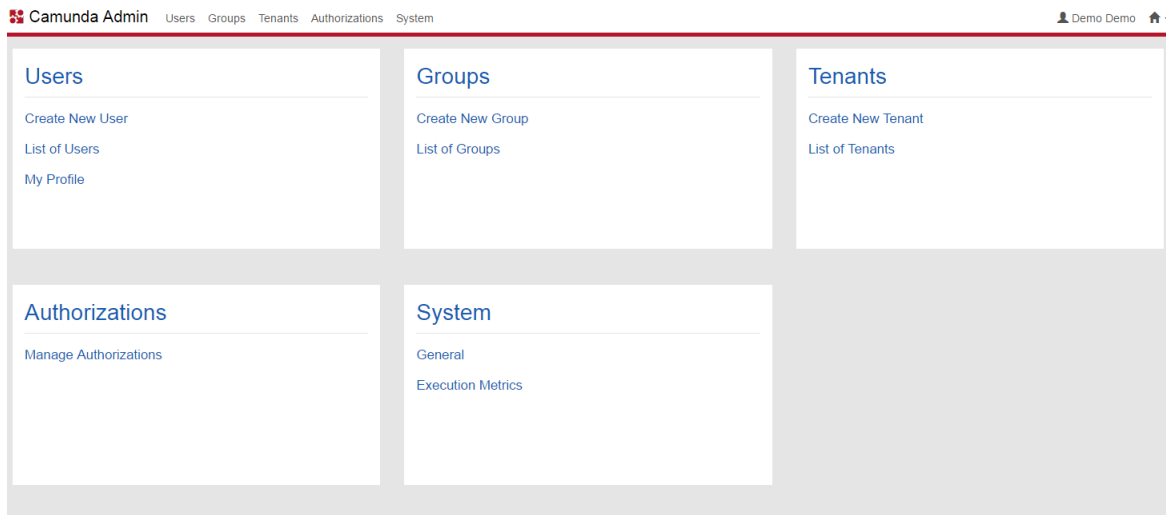 Camunda Admin Users Groups Tenants Authorizations System Demo Demo
Users
Create New User
List of Users
My Profile
Groups
Create New Group
List of Groups
Tenants
Create New Tenant
List of Tenants
Authorizations
Manage Authorizations
System
General
Execution Metrics